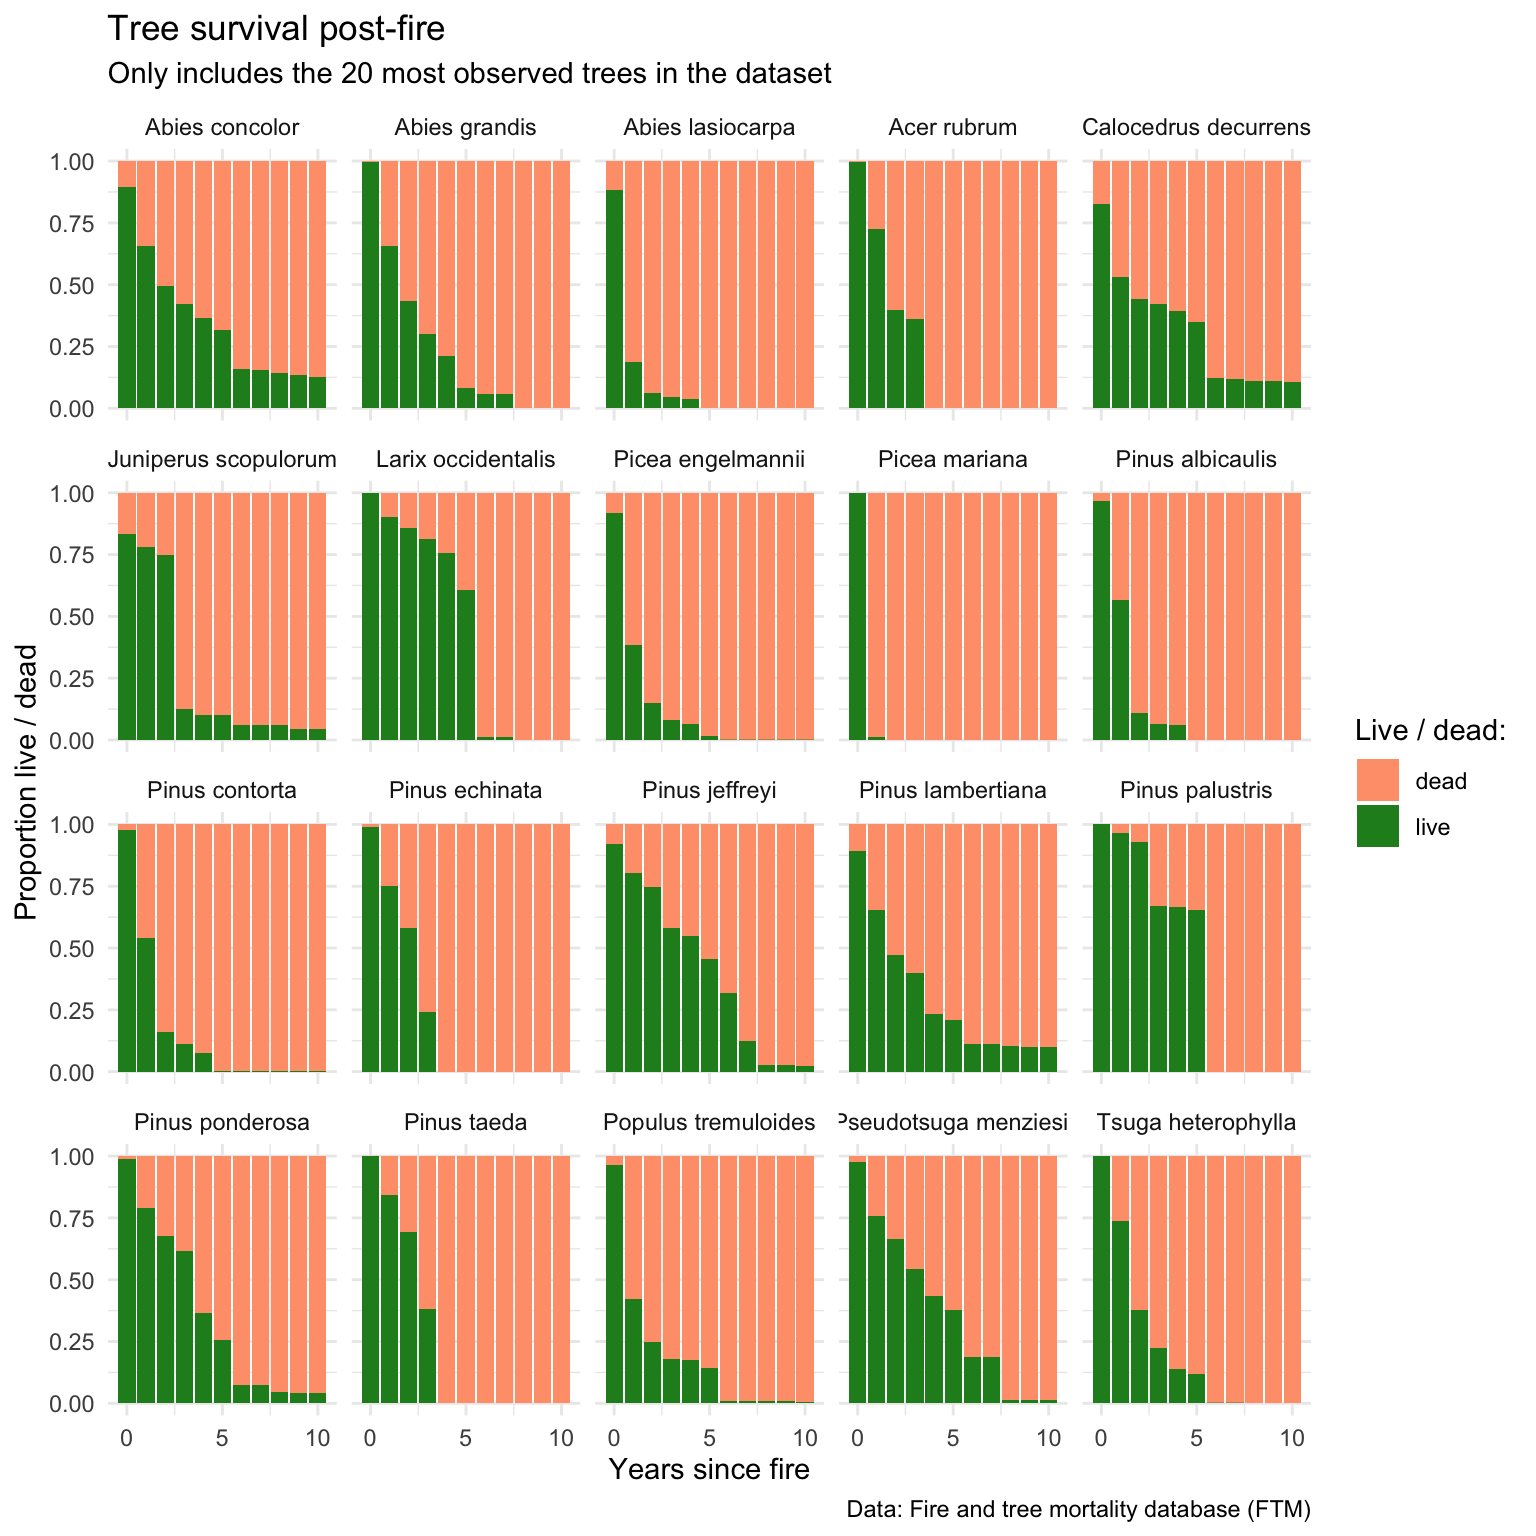 Tree survival post-fire
Only includes the 20 most observed trees in the dataset
Abies concolor
Abies grandis
Abies lasiocarpa
Acer rubrum
Calocedrus decurrens
1.00
0.75
0.50
0.25
0.00
Juniperus scopulorum
Larix occidentalis
Picea engelmannii
Picea mariana
Pinus albicaulis
1.00
0.75
0.50
0.25
0.00
Proportion live / dead
Live / dead:
dead
live
Pinus contorta
Pinus echinata
Pinus jeffreyi
Pinus lambertiana
Pinus palustris
1.00
0.75
0.50
0.25
0.00
Pinus ponderosa
Pinus taeda
Populus tremuloides
Pseudotsuga menziesi
Tsuga heterophylla
1.00
0.75
0.50
0.25
0.00
0 5 10
0 5 10
0 5 10
0 5 10
0 5 10
Years since fire
Data: Fire and tree mortality database (FTM)